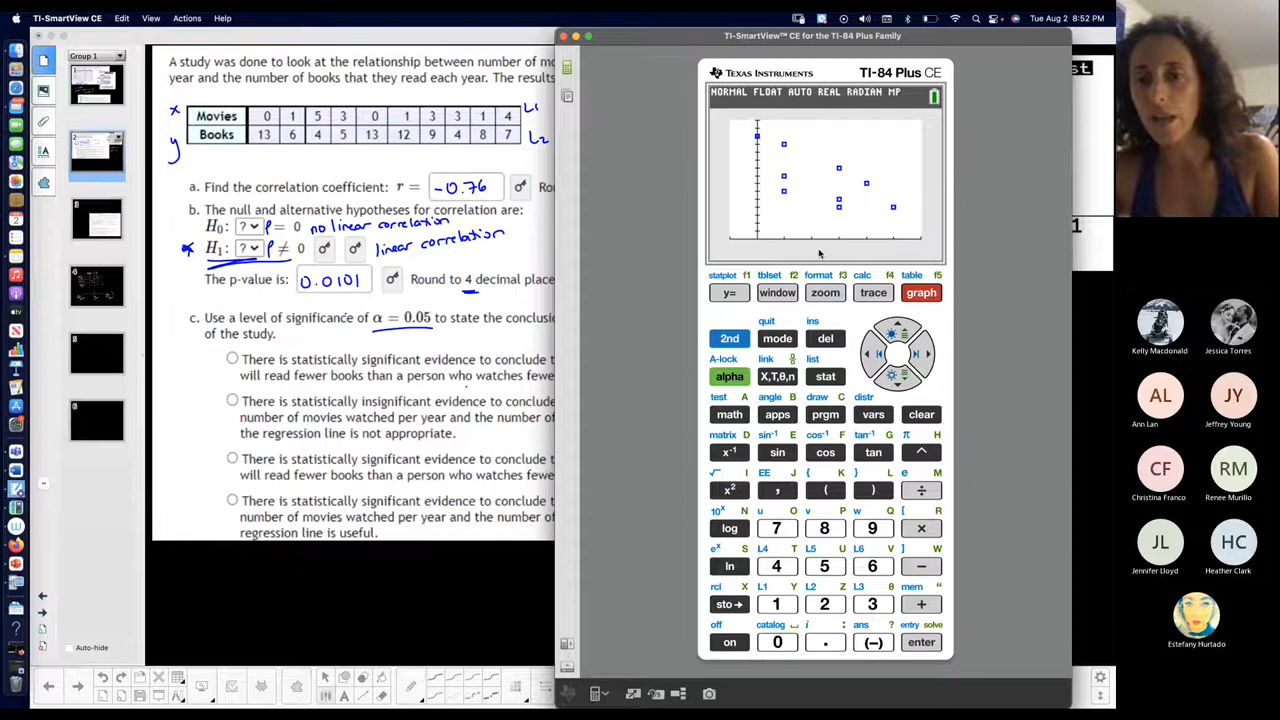 TI-SmartView CE File Edit View Actions Help
Tue Aug 2 8:52 PM
TI-SmartView™ CE for the TI-84 Plus Family
Group 1
Auto-hide
A study was done to look at the relationship between number of mo
year and the number of books that they read each year. The results
x Movies 0 1 5 3 0 1 3 3 1 4 L1
y Books 13 6 4 5 13 12 9 4 8 7 L2
a. Find the correlation coefficient: r = -0.76 Rou
b. The null and alternative hypotheses for correlation are:
H0: ? ρ = 0 no linear correlation
* H1: ? ρ ≠ 0 linear correlation
The p-value is: 0.0101 Round to 4 decimal place
c. Use a level of significance of α = 0.05 to state the conclusio
of the study.
There is statistically significant evidence to conclude t
will read fewer books than a person who watches fewe
There is statistically insignificant evidence to conclude
number of movies watched per year and the number of
the regression line is not appropriate.
There is statistically significant evidence to conclude t
will read fewer books than a person who watches fewe
There is statistically significant evidence to conclude t
number of movies watched per year and the number of
regression line is useful.
TEXAS INSTRUMENTS TI-84 Plus CE
NORMAL FLOAT AUTO REAL RADIAN MP
statplot f1 tblset f2 format f3 calc f4 table f5
y= window zoom trace graph
quit ins
2nd mode del
A-lock link list
alpha X,T,θ,n stat
test A angle B draw C distr
math apps prgm vars clear
matrix D sin⁻¹ E cos⁻¹ F tan⁻¹ G π H
x⁻¹ sin cos tan ^
√ I EE J { K } L e M
x² , ( ) ÷
10ˣ N u O v P w Q [ R
log 7 8 9 ×
eˣ S L4 T L5 U L6 V ] W
ln 4 5 6 −
rcl X L1 Y L2 Z L3 θ mem "
sto→ 1 2 3 +
off catalog i : ans ? entry solve
on 0 . (−) enter
st
1
Kelly Macdonald
Jessica Torres
AL
JY
Ann Lan
Jeffrey Young
CF
RM
Christina Franco
Renee Murillo
JL
HC
Jennifer Lloyd
Heather Clark
Estefany Hurtado